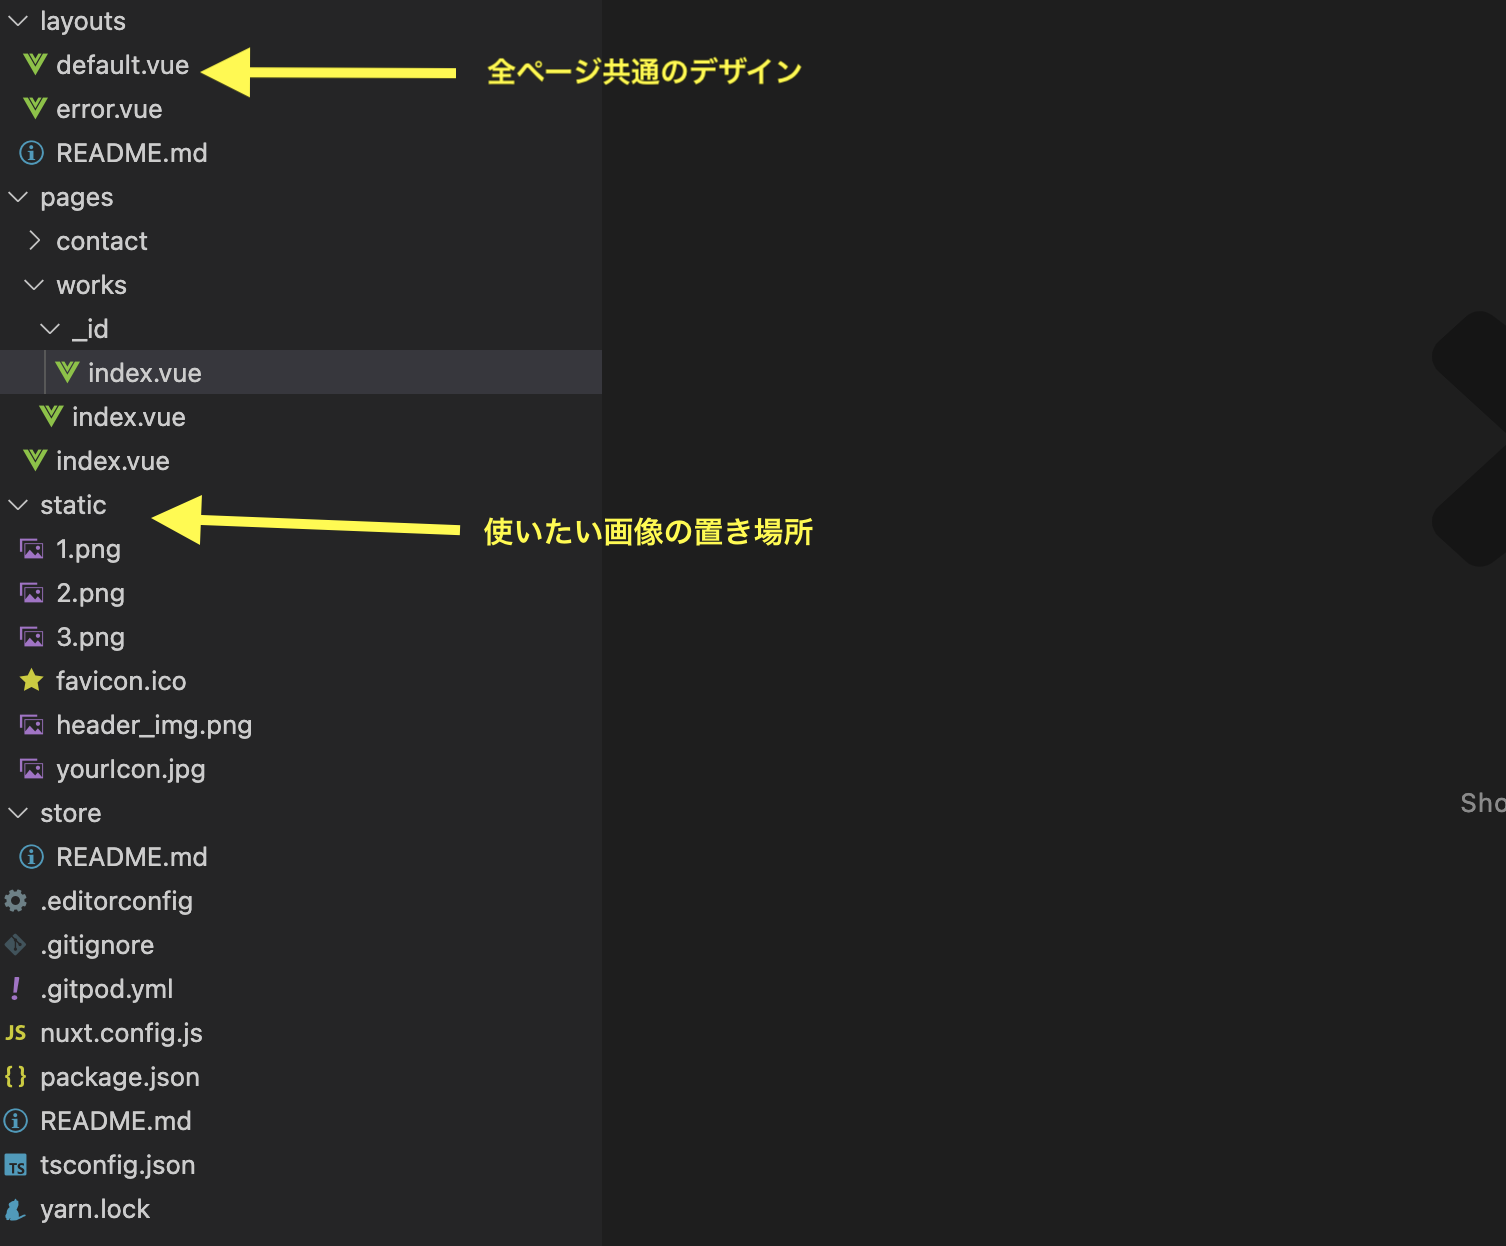 layouts
default.vue
全ページ共通のデザイン
error.vue
README.md
pages
contact
works
_id
index.vue
index.vue
index.vue
static
使いたい画像の置き場所
1.png
2.png
3.png
favicon.ico
header_img.png
yourIcon.jpg
store
Sho
README.md
.editorconfig
.gitignore
.gitpod.yml
JS nuxt.config.js
{ } package.json
README.md
TS tsconfig.json
yarn.lock